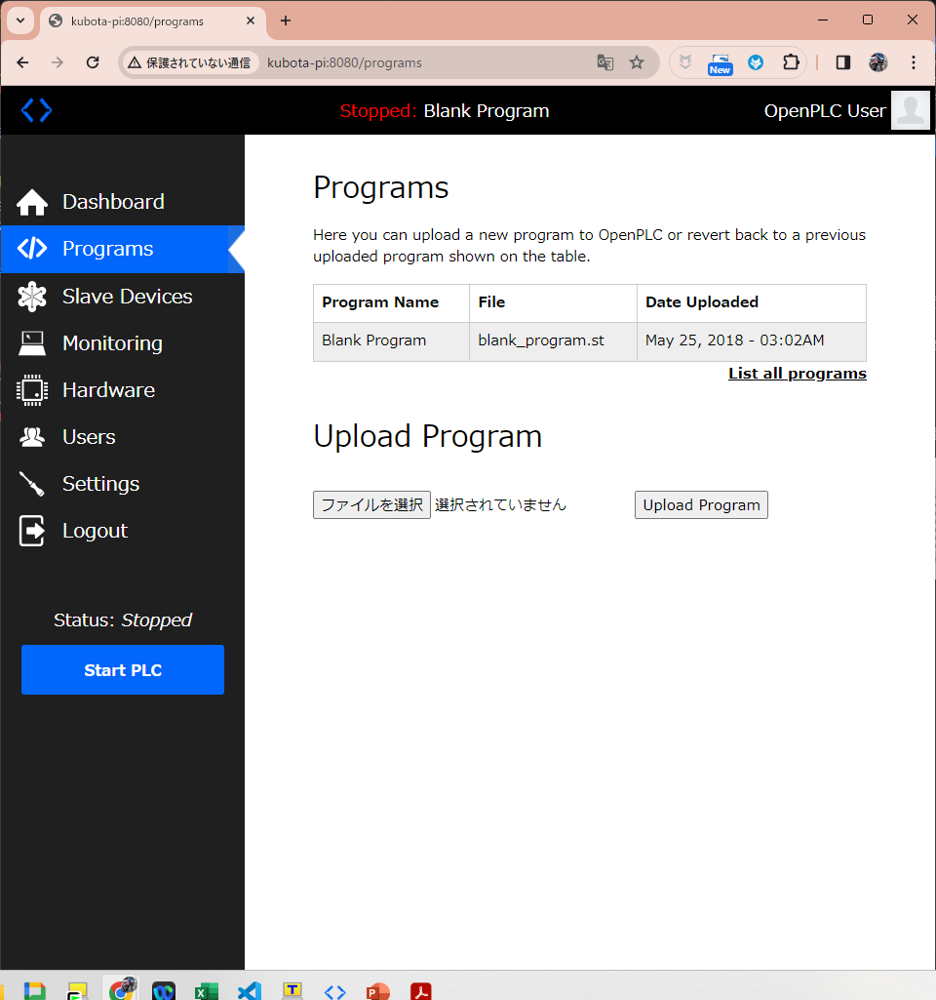 kubota-pi:8080/programs
保護されていない通信
kubota-pi:8080/programs
New
Stopped: Blank Program
OpenPLC User
Dashboard
Programs
Slave Devices
Monitoring
Hardware
Users
Settings
Logout
Status: Stopped
Start PLC
Programs
Here you can upload a new program to OpenPLC or revert back to a previous
uploaded program shown on the table.
Program Name File Date Uploaded
Blank Program blank_program.st May 25, 2018 - 03:02AM
List all programs
Upload Program
ファイルを選択 選択されていません Upload Program